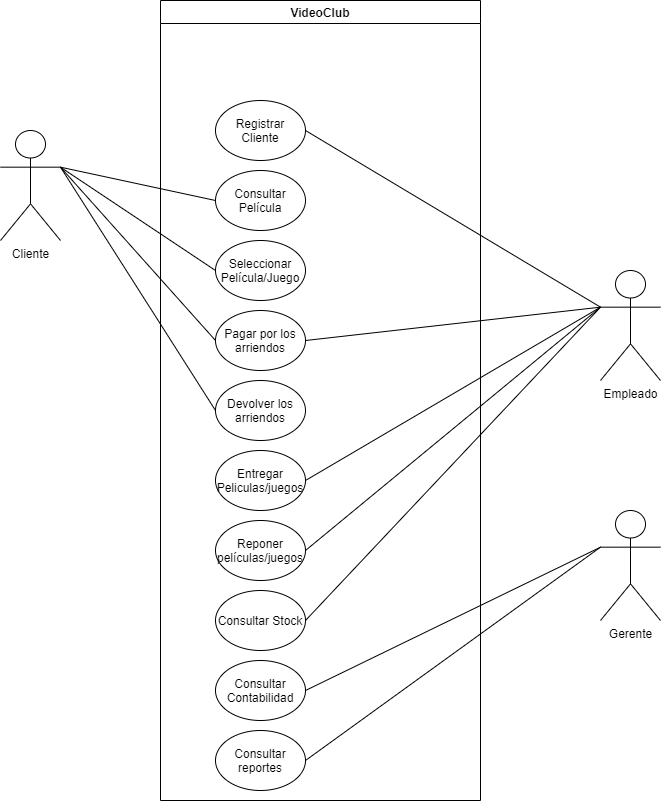 VideoClub
Registrar
Cliente
Consultar
Película
Cliente
Seleccionar
Película/Juego
Pagar por los
arriendos
Empleado
Devolver los
arriendos
Entregar
Peliculas/juegos
Reponer
películas/juegos
Consultar Stock
Gerente
Consultar
Contabilidad
Consultar
reportes